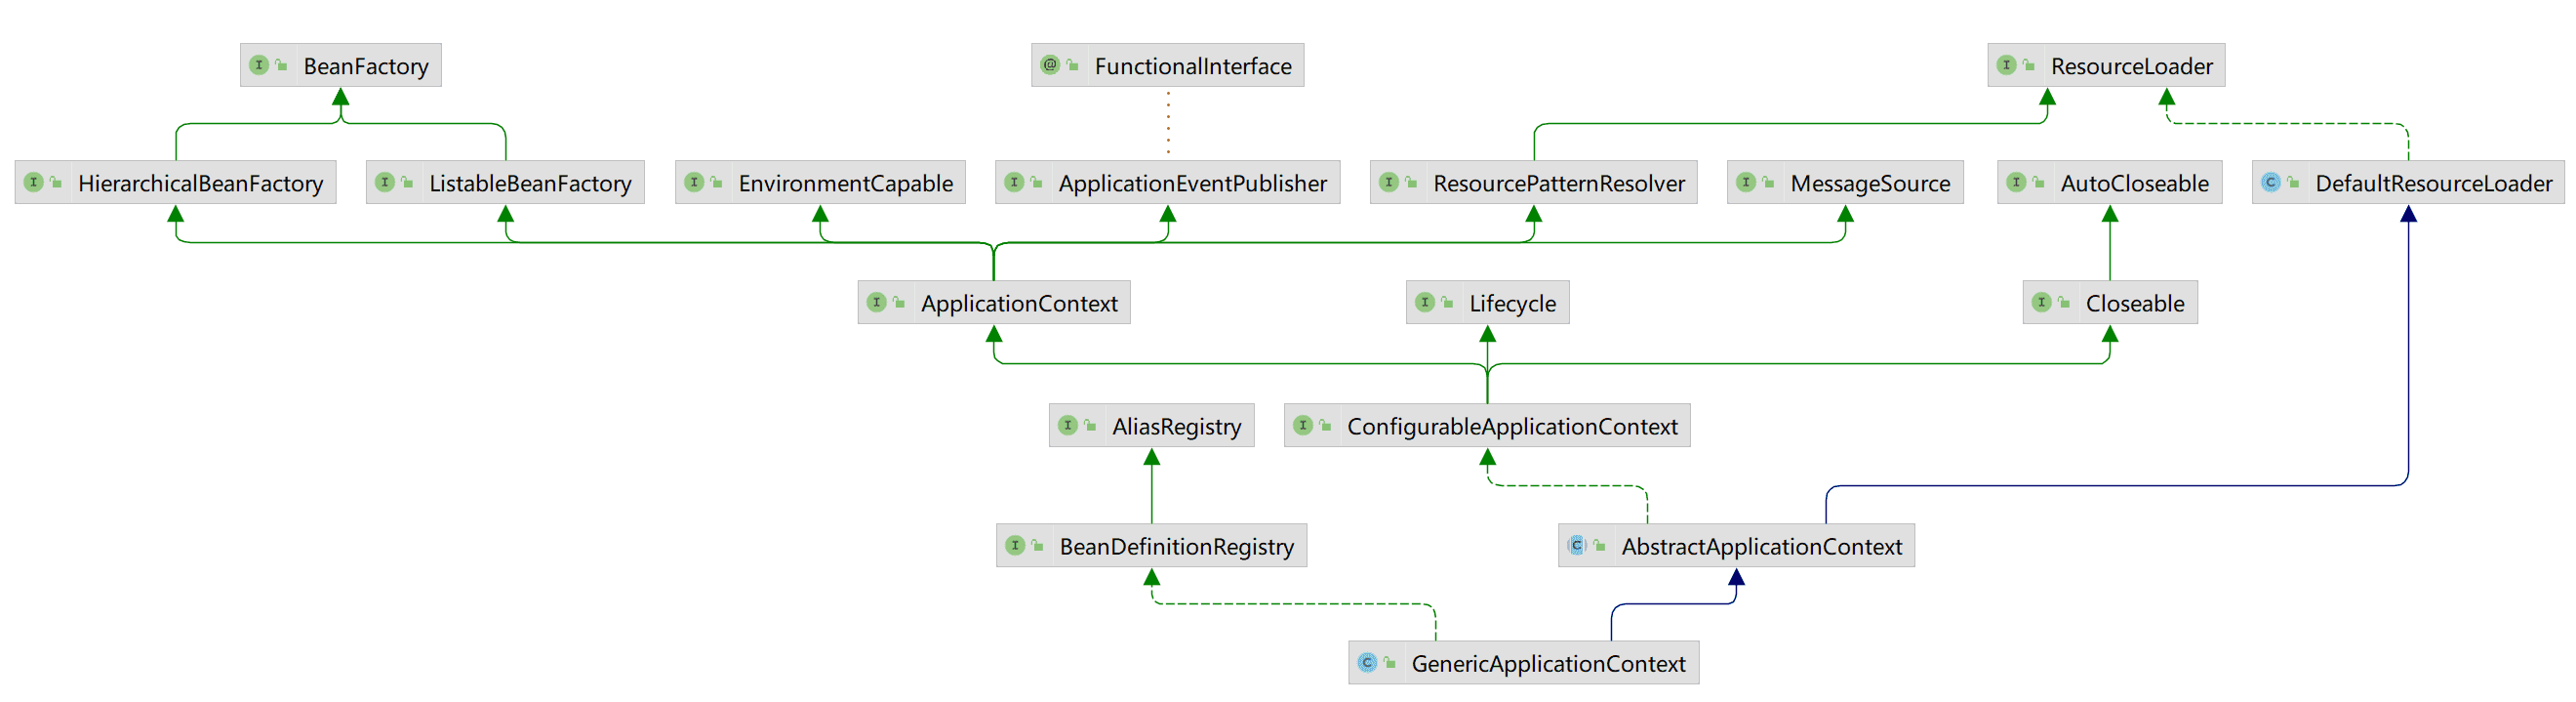 BeanFactory
FunctionalInterface
ResourceLoader
HierarchicalBeanFactory
ListableBeanFactory
EnvironmentCapable
ApplicationEventPublisher
ResourcePatternResolver
MessageSource
AutoCloseable
DefaultResourceLoader
ApplicationContext
Lifecycle
Closeable
AliasRegistry
ConfigurableApplicationContext
BeanDefinitionRegistry
AbstractApplicationContext
GenericApplicationContext